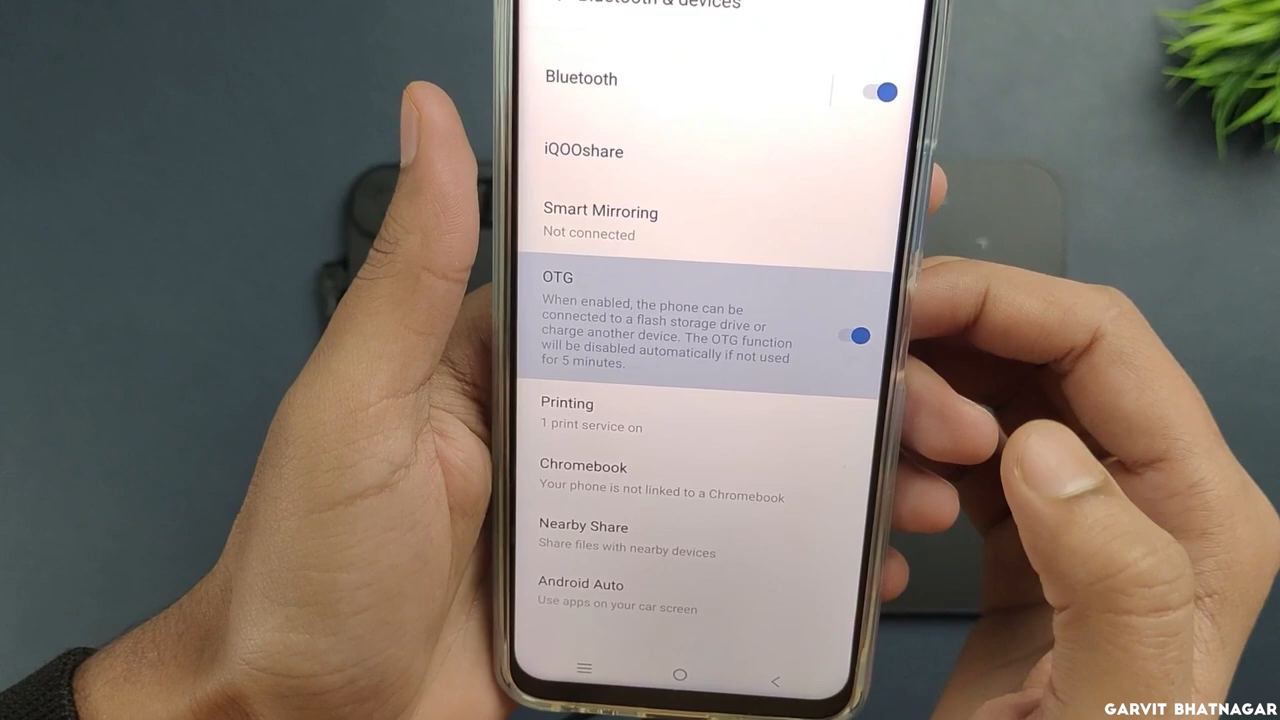 Bluetooth & devices
Bluetooth
iQOOshare
Smart Mirroring
Not connected
OTG
When enabled, the phone can be
connected to a flash storage drive or
charge another device. The OTG function
will be disabled automatically if not used
for 5 minutes.
Printing
1 print service on
Chromebook
Your phone is not linked to a Chromebook
Nearby Share
Share files with nearby devices
Android Auto
Use apps on your car screen
GARVIT BHATNAGAR